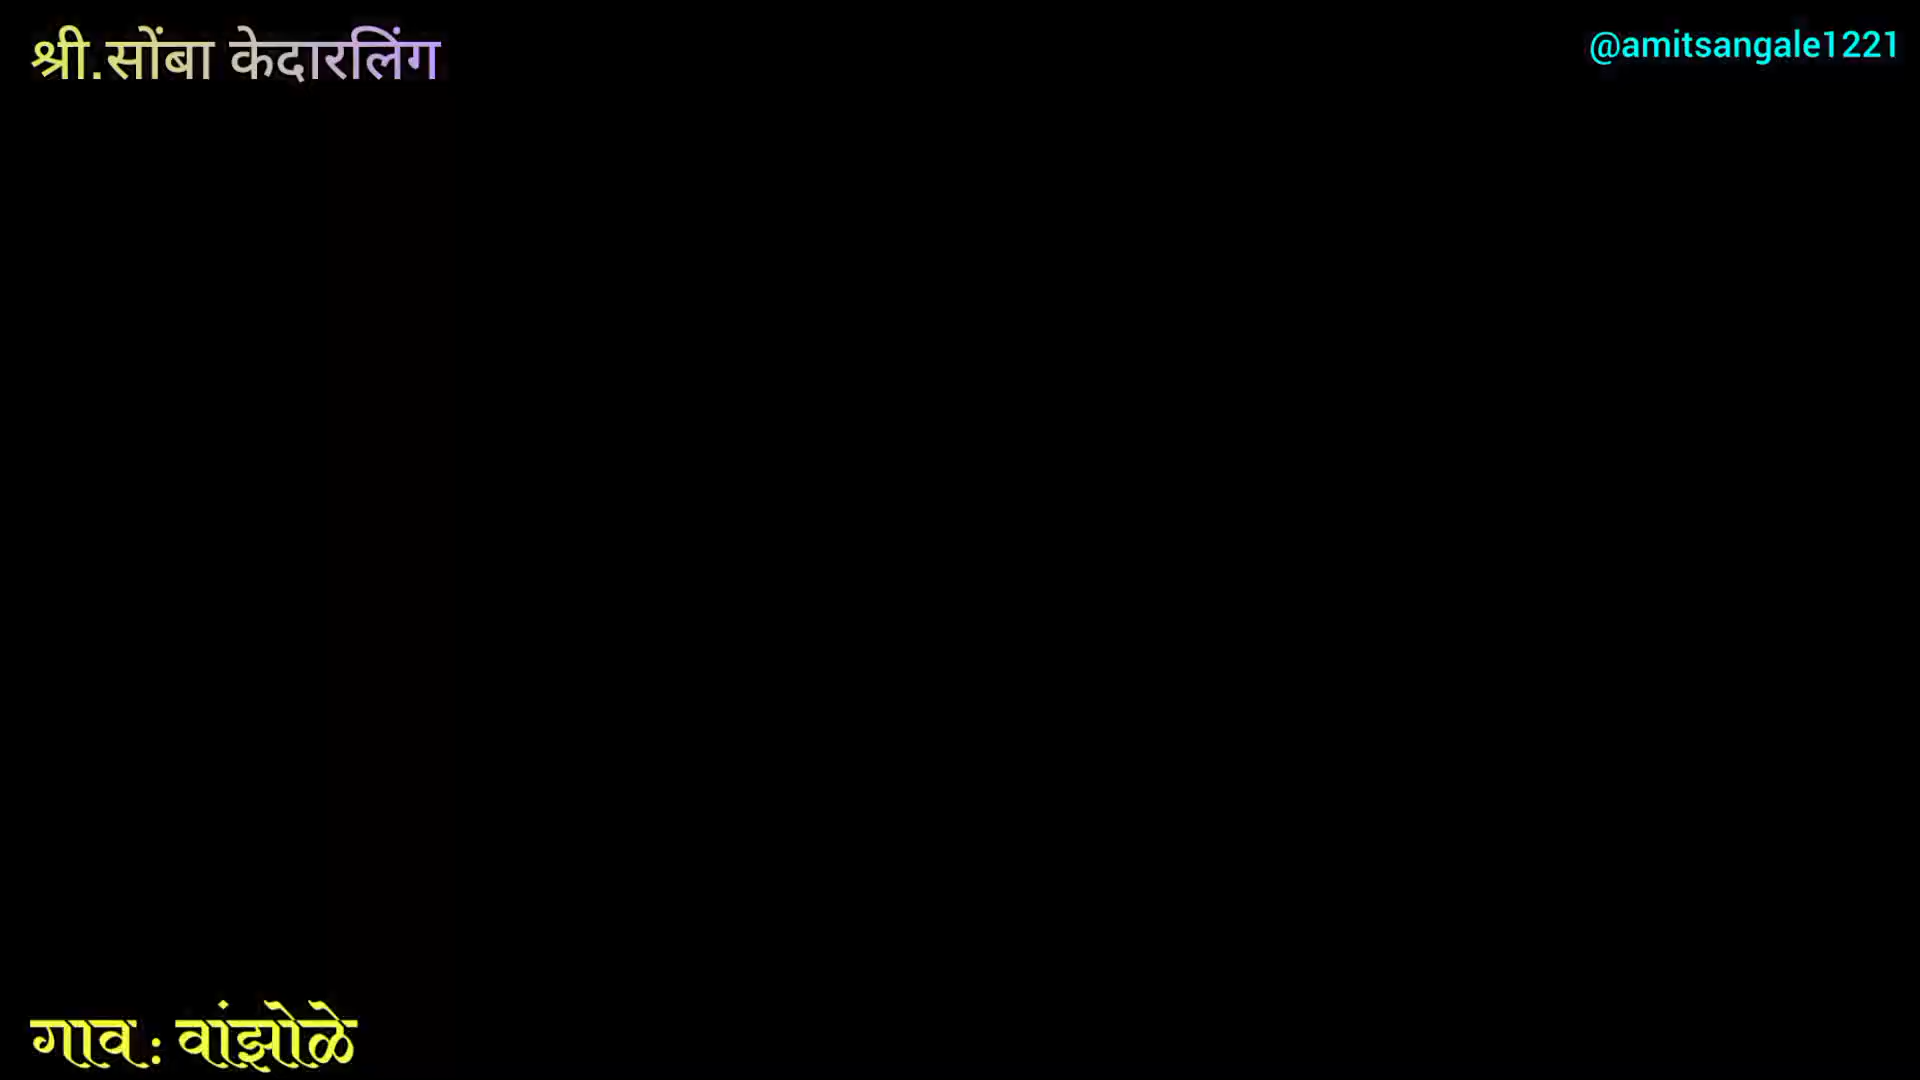 श्री.सोंबा केदारलिंग
@amitsangale1221
गाव : वांझोळे